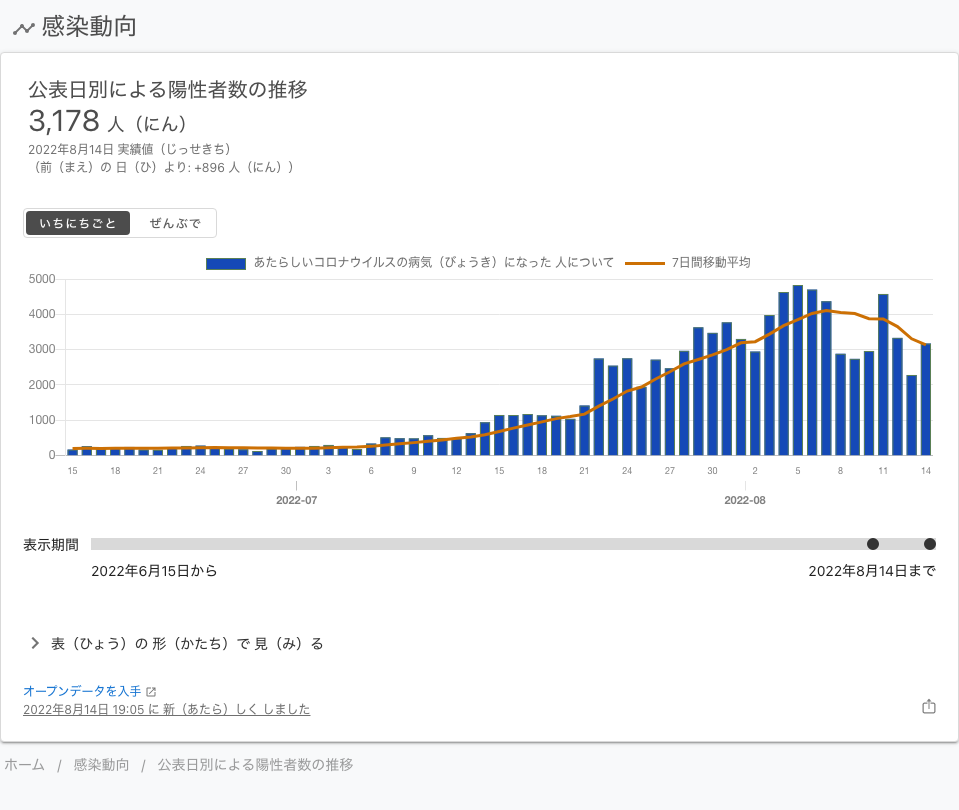 感染動向
公表日別による陽性者数の推移
3,178 人（にん）
2022年8月14日 実績値（じっせきち）
（前（まえ）の 日（ひ）より: +896 人（にん））
いちにちごと ぜんぶで
あたらしいコロナウイルスの病気（びょうき）になった 人について 7日間移動平均
5000
4000
3000
2000
1000
0
15 18 21 24 27 30 3 6 9 12 15 18 21 24 27 30 2 5 8 11 14
2022-07 2022-08
表示期間
2022年6月15日から 2022年8月14日まで
表（ひょう）の 形（かたち）で 見（み）る
オープンデータを入手
2022年8月14日 19:05 に 新（あたら）しく しました
ホーム / 感染動向 / 公表日別による陽性者数の推移